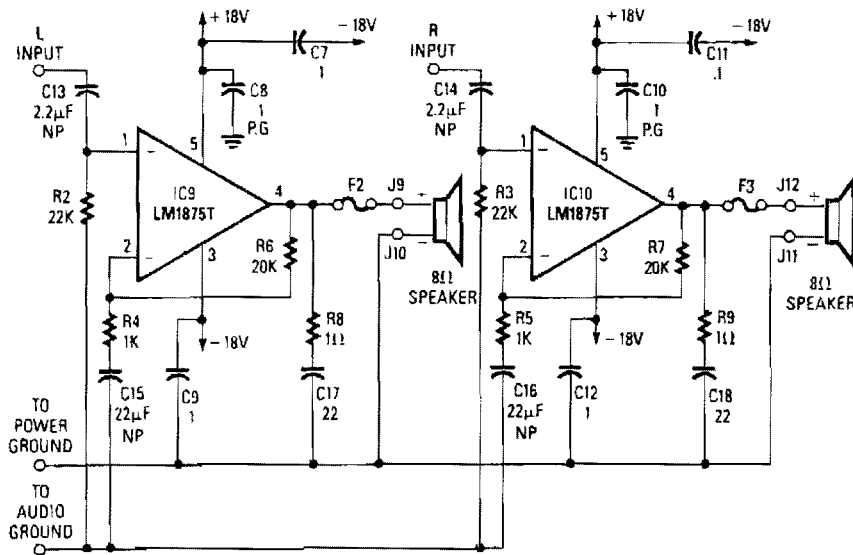 L
INPUT
C13
2.2µF
NP
+18V
C7
1
-18V
C8
1
P.G
1
-
5
IC9
LM1875T
4
2
-
3
R2
22K
R6
20K
F2
J9
+
J10
-
8Ω
SPEAKER
R4
1K
-18V
R8
1Ω
C15
22µF
NP
C9
1
C17
22
R
INPUT
C14
2.2µF
NP
+18V
C11
.1
-18V
C10
1
P.G
1
-
5
IC10
LM1875T
4
2
-
3
R3
22K
R7
20K
F3
J12
+
J11
-
8Ω
SPEAKER
R5
1K
-18V
R9
1Ω
C16
22µF
NP
C12
1
C18
22
TO
POWER
GROUND
TO
AUDIO
GROUND